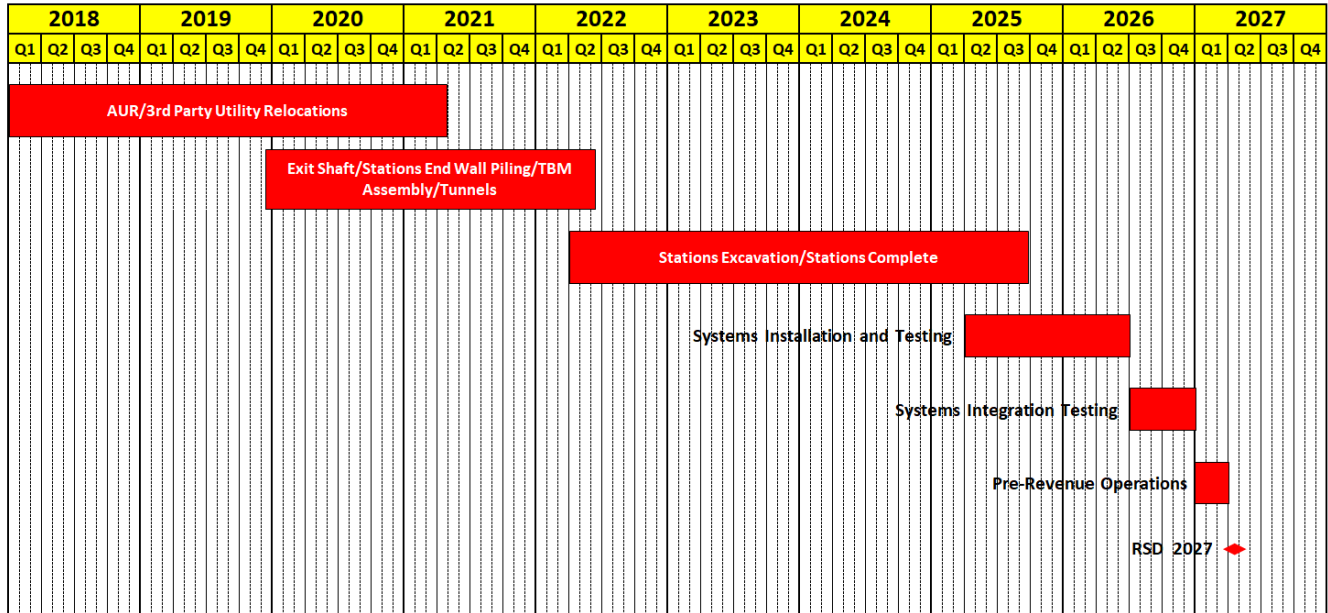 2018 2019 2020 2021 2022 2023 2024 2025 2026 2027
Q1 Q2 Q3 Q4 Q1 Q2 Q3 Q4 Q1 Q2 Q3 Q4 Q1 Q2 Q3 Q4 Q1 Q2 Q3 Q4 Q1 Q2 Q3 Q4 Q1 Q2 Q3 Q4 Q1 Q2 Q3 Q4 Q1 Q2 Q3 Q4 Q1 Q2 Q3 Q4
AUR/3rd Party Utility Relocations
Exit Shaft/Stations End Wall Piling/TBM
Assembly/Tunnels
Stations Excavation/Stations Complete
Systems Installation and Testing
Systems Integration Testing
Pre-Revenue Operations
RSD 2027